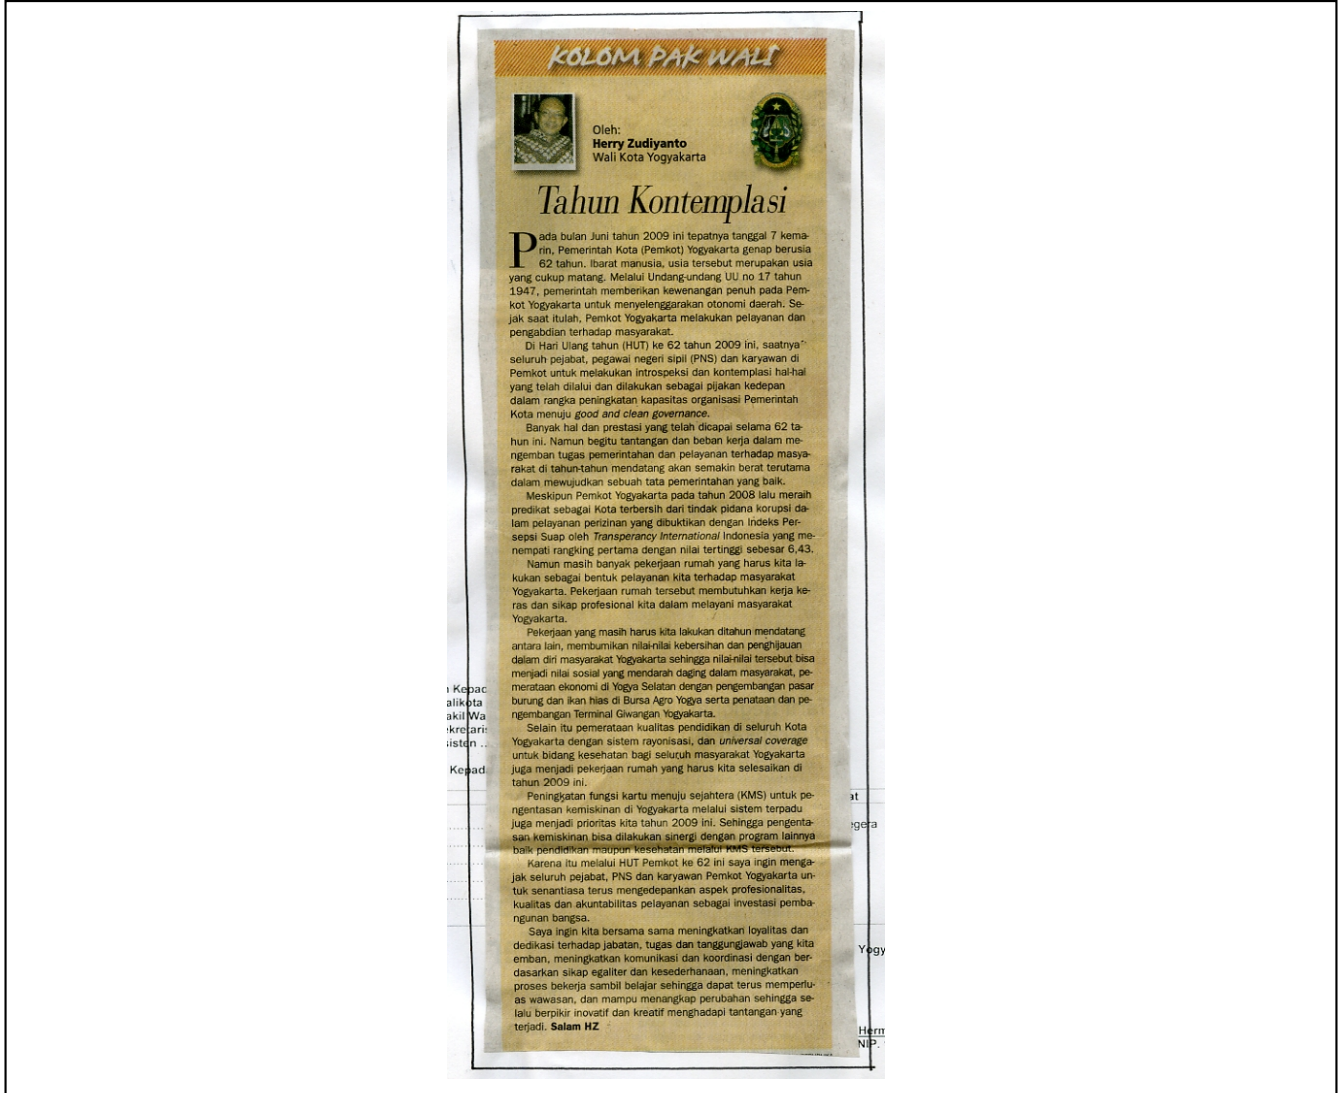 KOLOM PAK WALI
Oleh:
Herry Zudiyanto
Wali Kota Yogyakarta
Tahun Kontemplasi
Pada bulan Juni tahun 2009 ini tepatnya tanggal 7 kema-
rin, Pemerintah Kota (Pemkot) Yogyakarta genap berusia
62 tahun. Ibarat manusia, usia tersebut merupakan usia
yang cukup matang. Melalui Undang-undang UU no 17 tahun
1947, pemerintah memberikan kewenangan penuh pada Pem-
kot Yogyakarta untuk menyelenggarakan otonomi daerah. Se-
jak saat itulah, Pemkot Yogyakarta melakukan pelayanan dan
pengabdian terhadap masyarakat.
Di Hari Ulang tahun (HUT) ke 62 tahun 2009 ini, saatnya
seluruh pejabat, pegawai negeri sipil (PNS) dan karyawan di
Pemkot untuk melakukan introspeksi dan kontemplasi hal-hal
yang telah dilalui dan dilakukan sebagai pijakan kedepan
dalam rangka peningkatan kapasitas organisasi Pemerintah
Kota menuju good and clean governance.
Banyak hal dan prestasi yang telah dicapai selama 62 ta-
hun ini. Namun begitu tantangan dan beban kerja dalam me-
ngemban tugas pemerintahan dan pelayanan terhadap masya-
rakat di tahun-tahun mendatang akan semakin berat terutama
dalam mewujudkan sebuah tata pemerintahan yang baik.
Meskipun Pemkot Yogyakarta pada tahun 2008 lalu meraih
predikat sebagai Kota terbersih dari tindak pidana korupsi da-
lam pelayanan perizinan yang dibuktikan dengan Indeks Per-
sepsi Suap oleh Transperancy International Indonesia yang me-
nempati rangking pertama dengan nilai tertinggi sebesar 6,43.
Namun masih banyak pekerjaan rumah yang harus kita la-
kukan sebagai bentuk pelayanan kita terhadap masyarakat
Yogyakarta. Pekerjaan rumah tersebut membutuhkan kerja ke-
ras dan sikap profesional kita dalam melayani masyarakat
Yogyakarta.
Pekerjaan yang masih harus kita lakukan ditahun mendatang
antara lain, membumikan nilai-nilai kebersihan dan penghijauan
dalam diri masyarakat Yogyakarta sehingga nilai-nilai tersebut bisa
menjadi nilai sosial yang mendarah daging dalam masyarakat, pe-
merataan ekonomi di Yogya Selatan dengan pengembangan pasar
burung dan ikan hias di Bursa Agro Yogya serta penataan dan pe-
ngembangan Terminal Giwangan Yogyakarta.
Selain itu pemerataan kualitas pendidikan di seluruh Kota
Yogyakarta dengan sistem rayonisasi, dan universal coverage
untuk bidang kesehatan bagi seluruh masyarakat Yogyakarta
juga menjadi pekerjaan rumah yang harus kita selesaikan di
tahun 2009 ini.
Peningkatan fungsi kartu menuju sejahtera (KMS) untuk pe-
ngentasan kemiskinan di Yogyakarta melalui sistem terpadu
juga menjadi prioritas kita tahun 2009 ini. Sehingga pengenta-
san kemiskinan bisa dilakukan sinergi dengan program lainnya
baik pendidikan maupun kesehatan melalui KMS tersebut.
Karena itu melalui HUT Pemkot ke 62 ini saya ingin menga-
jak seluruh pejabat, PNS dan karyawan Pemkot Yogyakarta un-
tuk senantiasa terus mengedepankan aspek profesionalitas,
kualitas dan akuntabilitas pelayanan sebagai investasi pemba-
ngunan bangsa.
Saya ingin kita bersama sama meningkatkan loyalitas dan
dedikasi terhadap jabatan, tugas dan tanggungjawab yang kita
emban, meningkatkan komunikasi dan koordinasi dengan ber-
dasarkan sikap egaliter dan kesederhanaan, meningkatkan
proses bekerja sambil belajar sehingga dapat terus memperlu-
as wawasan, dan mampu menangkap perubahan sehingga se-
lalu berpikir inovatif dan kreatif menghadapi tantangan yang
terjadi. Salam HZ
Kepac
alikota
akil Wa
ekretaris
sisten ..
Kepad
at
egera
Yogy
Herm
NIP.